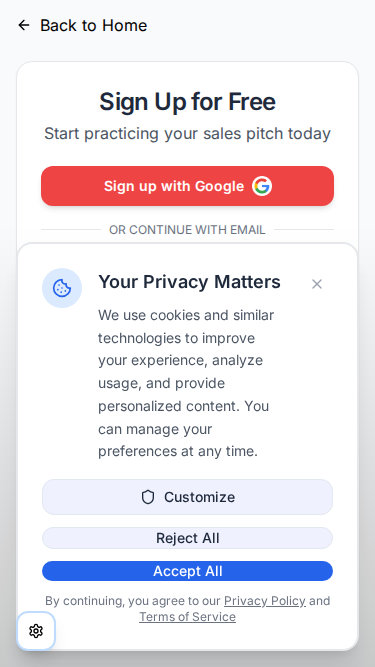 Back to Home
Sign Up for Free
Start practicing your sales pitch today
Sign up with Google
OR CONTINUE WITH EMAIL
Your Privacy Matters
We use cookies and similar
technologies to improve
your experience, analyze
usage, and provide
personalized content. You
can manage your
preferences at any time.
Customize
Reject All
Accept All
By continuing, you agree to our Privacy Policy and
Terms of Service